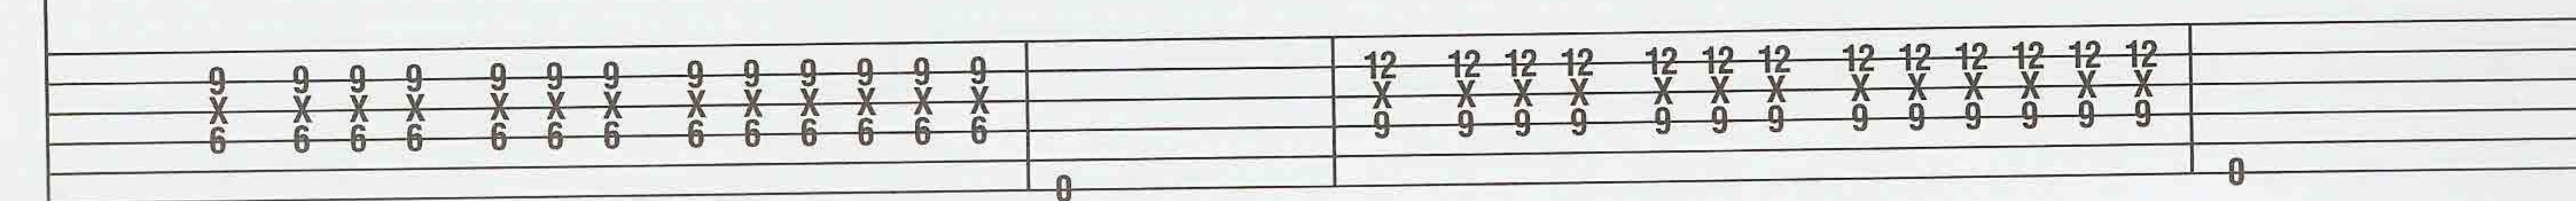 9 9 9 9 9 9 9 9 9 9 9 9 9 12 12 12 12 12 12 12 12 12 12 12 12 12
X X X X X X X X X X X X X X X X X X X X X X X X X X
6 6 6 6 6 6 6 6 6 6 6 6 6 9 9 9 9 9 9 9 9 9 9 9 9 9
0 0